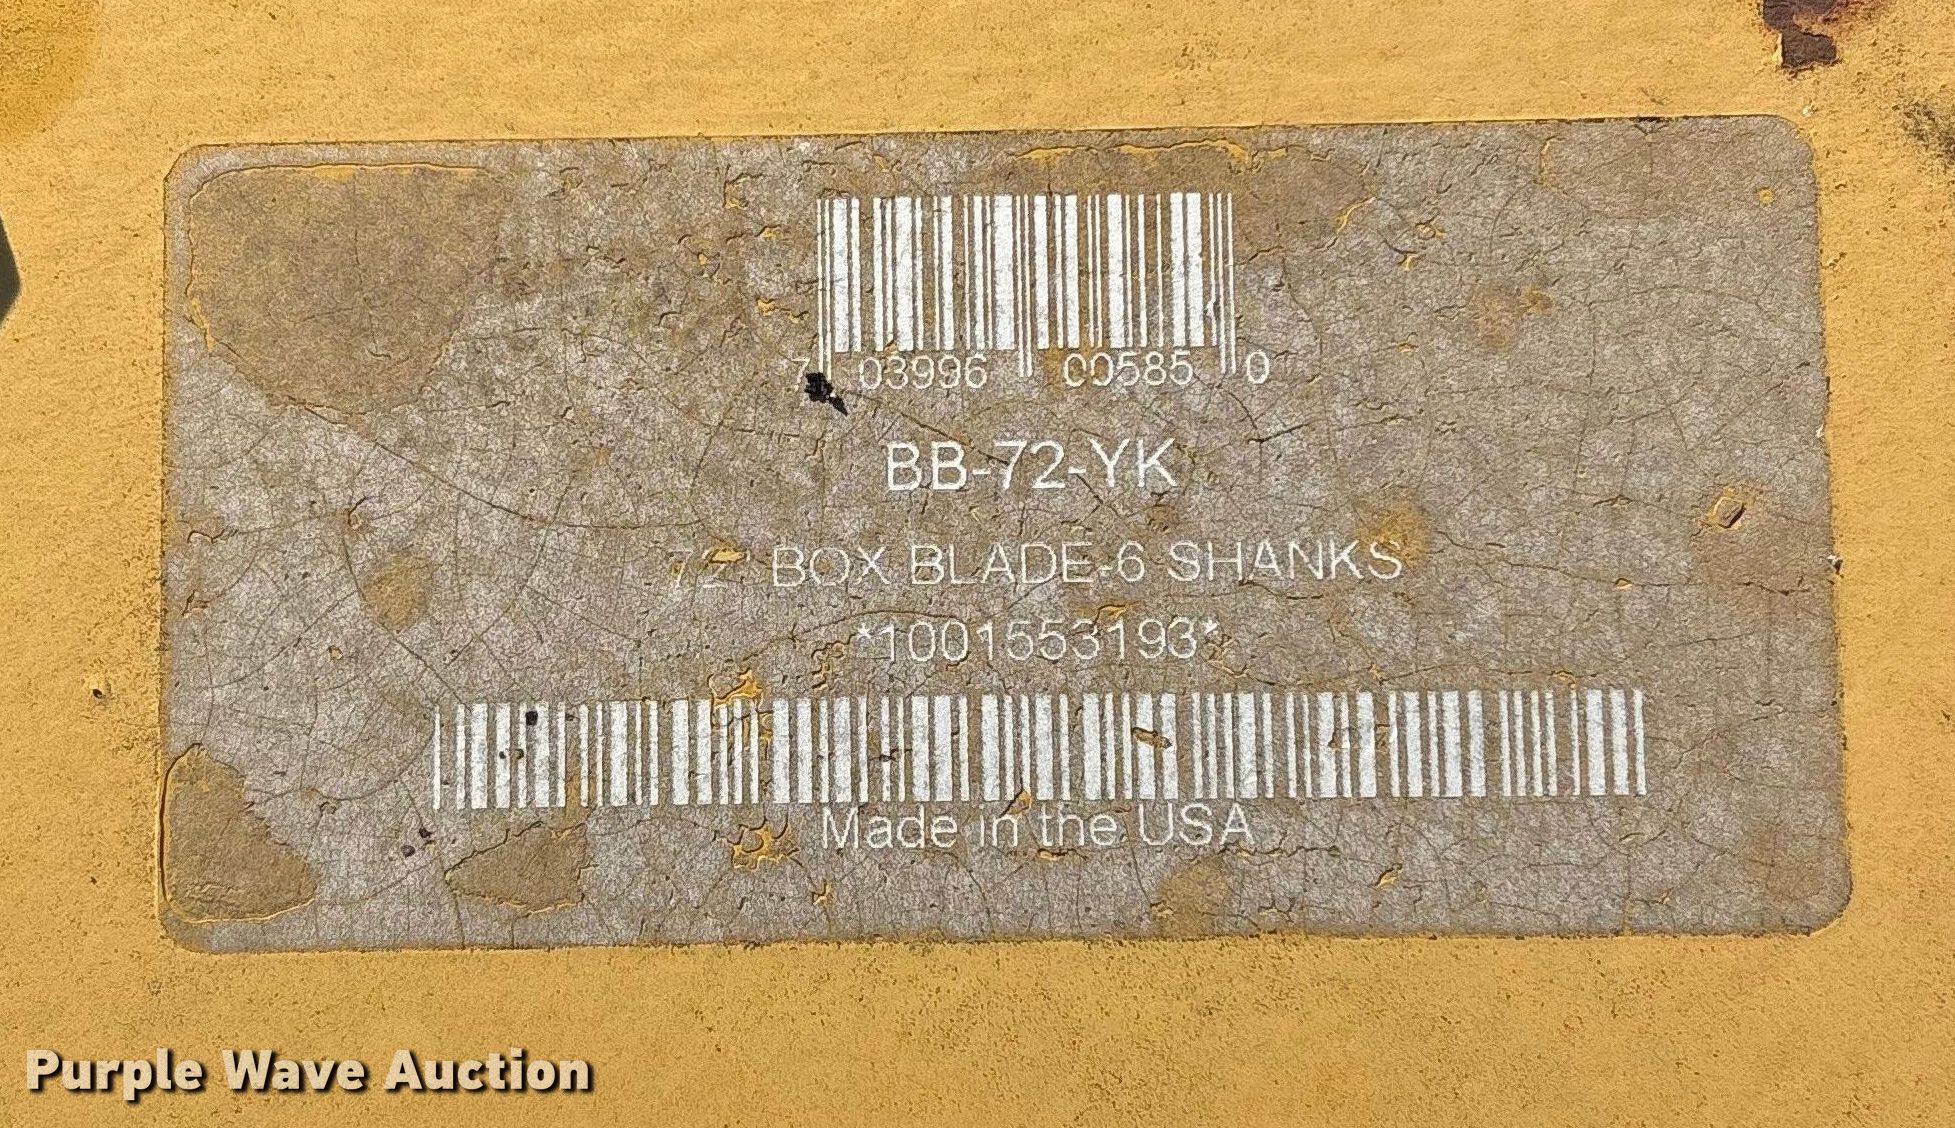 7 03996 00585 0
BB-72-YK
72" BOX BLADE-6 SHANKS
*1001553193*
Made in the USA
Purple Wave Auction